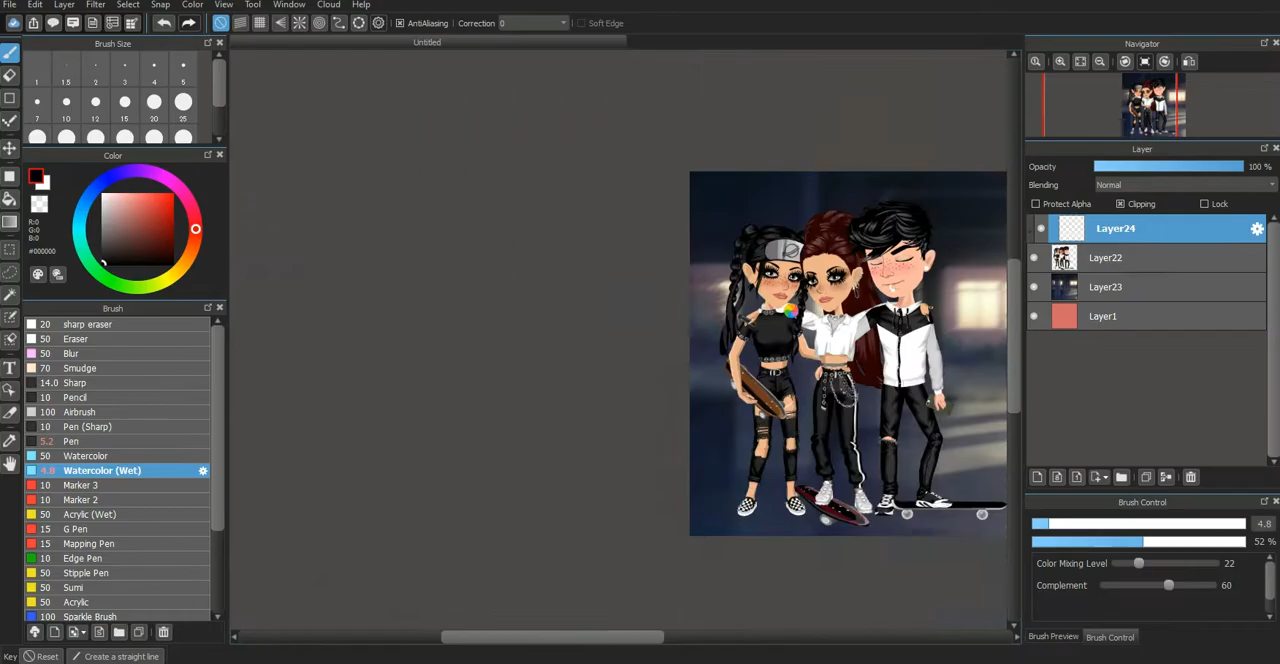 File Edit View Filter Select Snap Color View Tool Window Cloud Help
AntiAliasing Correction 0 Soft Edge
Untitled
Brush Size
1 1.5 2 3 4 5
7 10 12 15 20 25
Color
R:0
G:0
B:0
#000000
Brush
20 sharp eraser
50 Eraser
50 Blur
70 Smudge
14.0 Sharp
10 Pencil
100 Airbrush
10 Pen (Sharp)
5.2 Pen
50 Watercolor
4.8 Watercolor (Wet)
10 Marker 3
10 Marker 2
50 Acrylic (Wet)
15 G Pen
15 Mapping Pen
10 Edge Pen
50 Stipple Pen
50 Sumi
50 Acrylic
100 Sparkle Brush
Key Reset Create a straight line
Navigator
Layer
Opacity 100 %
Blending Normal
Protect Alpha Clipping Lock
Layer24
Layer22
Layer23
Layer1
Brush Control
4.8
52 %
Color Mixing Level 22
Complement 60
Brush Preview Brush Control